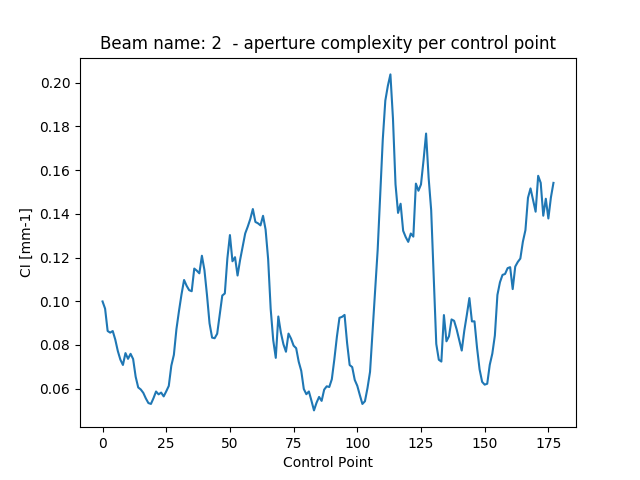 Beam name: 2  - aperture complexity per control point
0.20
0.18
0.16
0.14
0.12
0.10
0.08
0.06
CI [mm-1]
0 25 50 75 100 125 150 175
Control Point